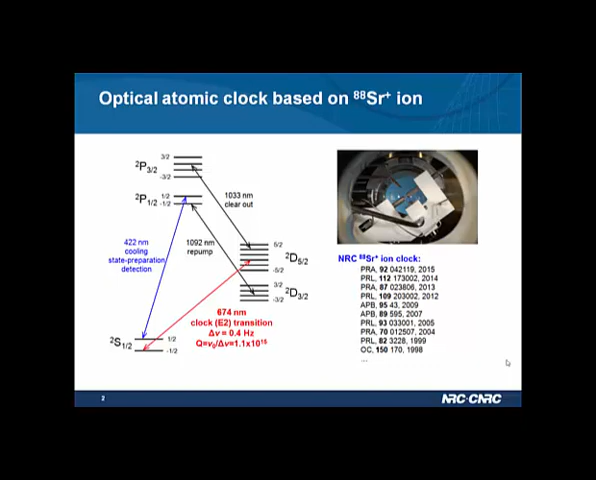 Optical atomic clock based on ⁸⁸Sr⁺ ion
3/2
²P3/2
-3/2
²P1/2
1/2
-1/2
1033 nm
clear out
422 nm
cooling
state-preparation
detection
1092 nm
repump
5/2
²D5/2
-5/2
3/2
²D3/2
-3/2
674 nm
clock (E2) transition
Δν = 0.4 Hz
Q=ν₀/Δν=1.1x10¹⁵
²S1/2
1/2
-1/2
NRC ⁸⁸Sr⁺ ion clock:
PRA, 92 042119, 2015
PRL, 112 173002, 2014
PRA, 87 023806, 2013
PRL, 109 203002, 2012
APB, 95 43, 2009
APB, 89 595, 2007
PRL, 93 033001, 2005
PRA, 70 012507, 2004
PRL, 82 3228, 1999
OC, 150 170, 1998
...
2
NRC·CNRC